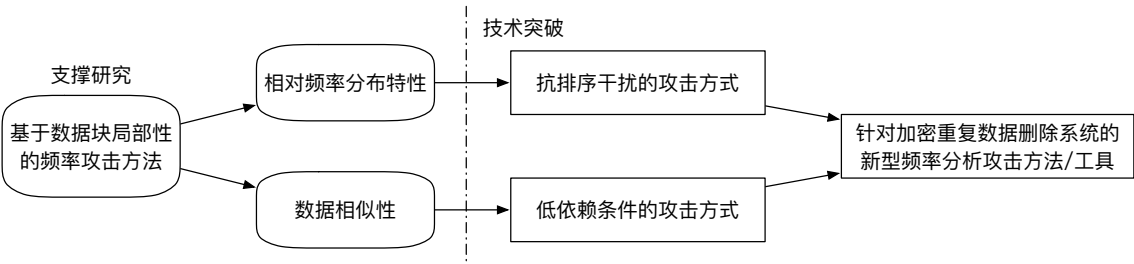 技术突破
支撑研究
相对频率分布特性
抗排序干扰的攻击方式
基于数据块局部性
的频率攻击方法
针对加密重复数据删除系统的
新型频率分析攻击方法/工具
数据相似性
低依赖条件的攻击方式